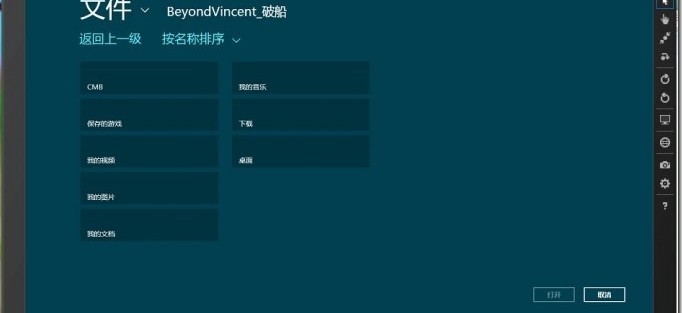 文件 BeyondVincent_破船
返回上一级 按名称排序
CMB 我的音乐
保存的游戏 下载
我的视频 桌面
我的图片
我的文档
打开 取消
?